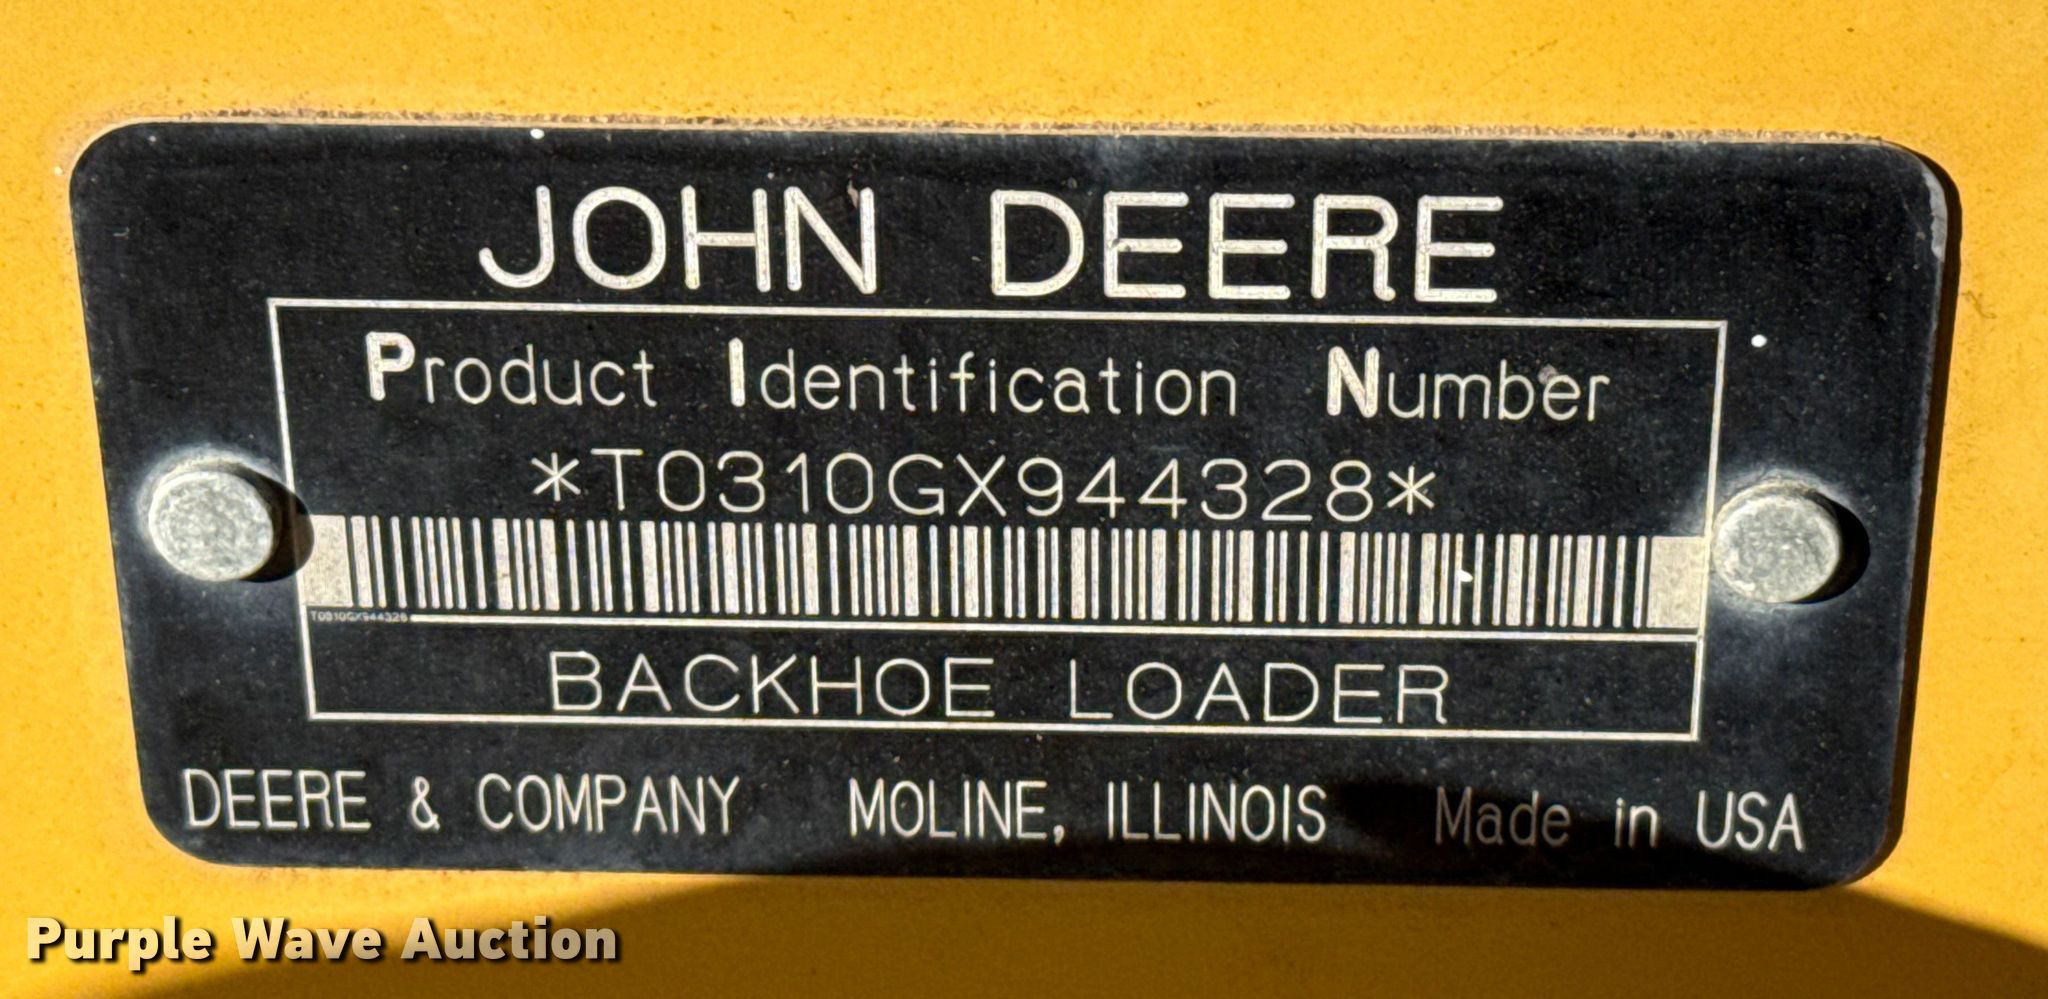 JOHN DEERE
Product Identification Number
*T0310GX944328*
T0310GX944328
BACKHOE LOADER
DEERE & COMPANY MOLINE, ILLINOIS Made in USA
Purple Wave Auction